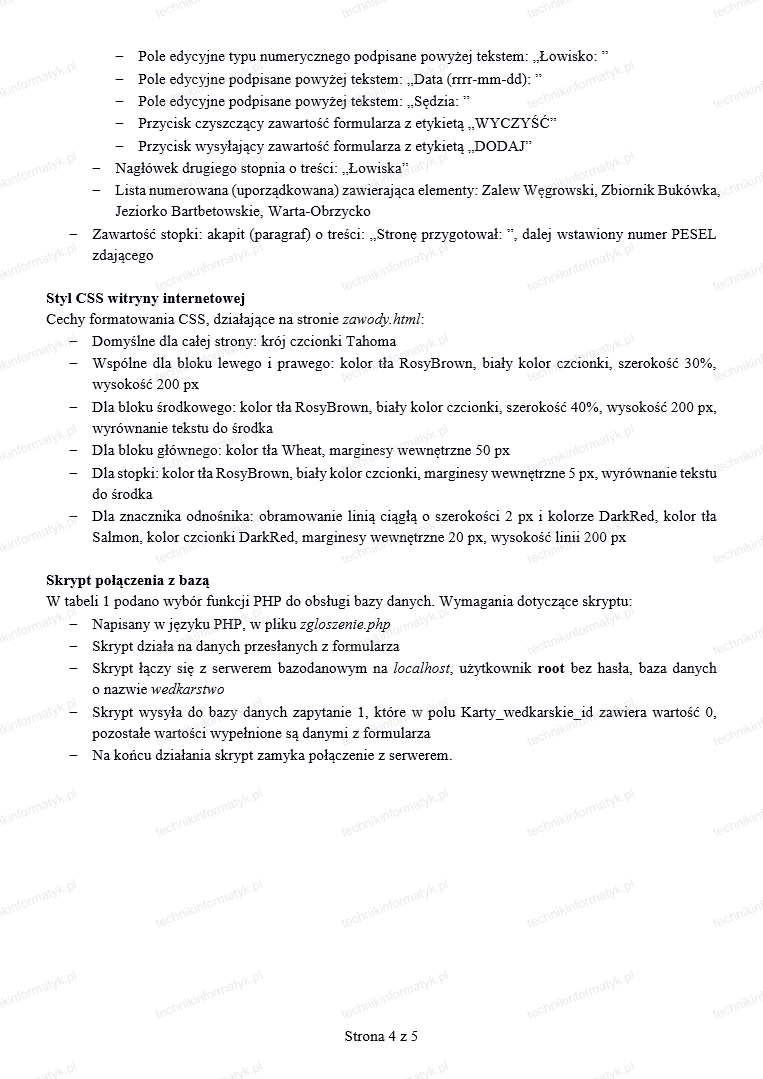 – Pole edycyjne typu numerycznego podpisane powyżej tekstem: „Łowisko: ”
– Pole edycyjne podpisane powyżej tekstem: „Data (rrrr-mm-dd): ”
– Pole edycyjne podpisane powyżej tekstem: „Sędzia: ”
– Przycisk czyszczący zawartość formularza z etykietą „WYCZYŚĆ”
– Przycisk wysyłający zawartość formularza z etykietą „DODAJ”
– Nagłówek drugiego stopnia o treści: „Łowiska”
– Lista numerowana (uporządkowana) zawierająca elementy: Zalew Węgrowski, Zbiornik Bukówka,
Jeziorko Bartbetowskie, Warta-Obrzycko
– Zawartość stopki: akapit (paragraf) o treści: „Stronę przygotował: ”, dalej wstawiony numer PESEL
zdającego
Styl CSS witryny internetowej
Cechy formatowania CSS, działające na stronie zawody.html:
– Domyślne dla całej strony: krój czcionki Tahoma
– Wspólne dla bloku lewego i prawego: kolor tła RosyBrown, biały kolor czcionki, szerokość 30%,
wysokość 200 px
– Dla bloku środkowego: kolor tła RosyBrown, biały kolor czcionki, szerokość 40%, wysokość 200 px,
wyrównanie tekstu do środka
– Dla bloku głównego: kolor tła Wheat, marginesy wewnętrzne 50 px
– Dla stopki: kolor tła RosyBrown, biały kolor czcionki, marginesy wewnętrzne 5 px, wyrównanie tekstu
do środka
– Dla znacznika odnośnika: obramowanie linią ciągłą o szerokości 2 px i kolorze DarkRed, kolor tła
Salmon, kolor czcionki DarkRed, marginesy wewnętrzne 20 px, wysokość linii 200 px
Skrypt połączenia z bazą
W tabeli 1 podano wybór funkcji PHP do obsługi bazy danych. Wymagania dotyczące skryptu:
– Napisany w języku PHP, w pliku zgloszenie.php
– Skrypt działa na danych przesłanych z formularza
– Skrypt łączy się z serwerem bazodanowym na localhost, użytkownik root bez hasła, baza danych
o nazwie wedkarstwo
– Skrypt wysyła do bazy danych zapytanie 1, które w polu Karty_wedkarskie_id zawiera wartość 0,
pozostałe wartości wypełnione są danymi z formularza
– Na końcu działania skrypt zamyka połączenie z serwerem.
Strona 4 z 5
technikinformatyk.pl